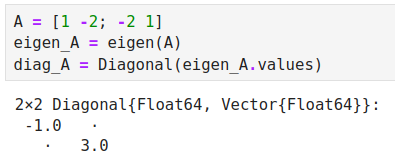 A = [1 -2; -2 1]
eigen_A = eigen(A)
diag_A = Diagonal(eigen_A.values)
2×2 Diagonal{Float64, Vector{Float64}}:
-1.0 ⋅
⋅ 3.0